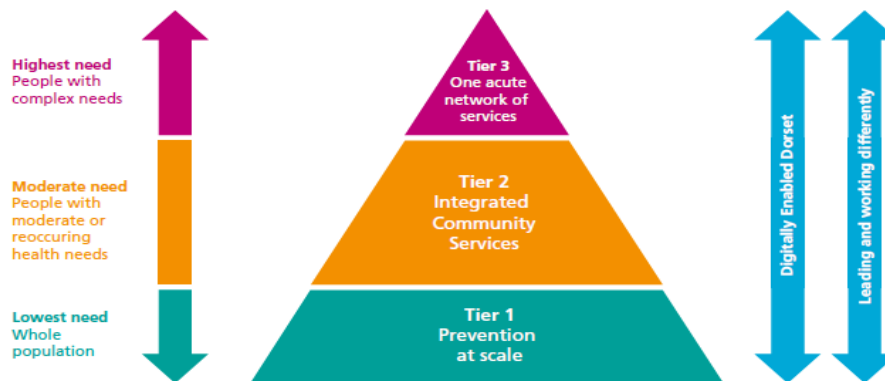 Highest need
People with
complex needs
Moderate need
People with
moderate or
reoccuring
health needs
Lowest need
Whole
population
Tier 3
One acute
network of
services
Tier 2
Integrated
Community
Services
Tier 1
Prevention
at scale
Digitally Enabled Dorset
Leading and working differently